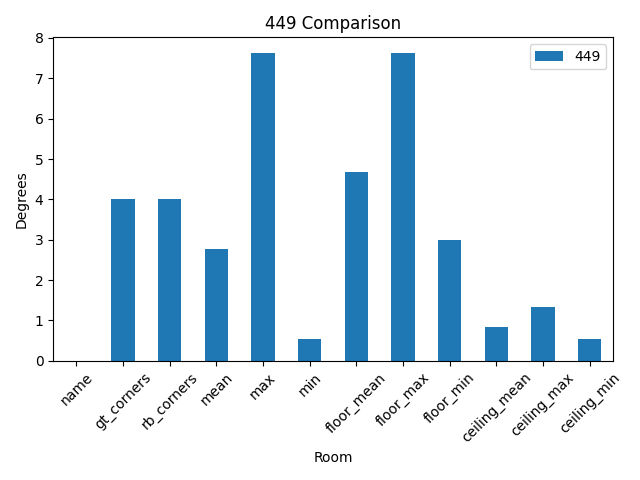 449 Comparison
449
8
7
6
5
4
3
2
1
0
Degrees
name
gt_corners
rb_corners
mean
max
min
floor_mean
floor_max
floor_min
ceiling_mean
ceiling_max
ceiling_min
Room